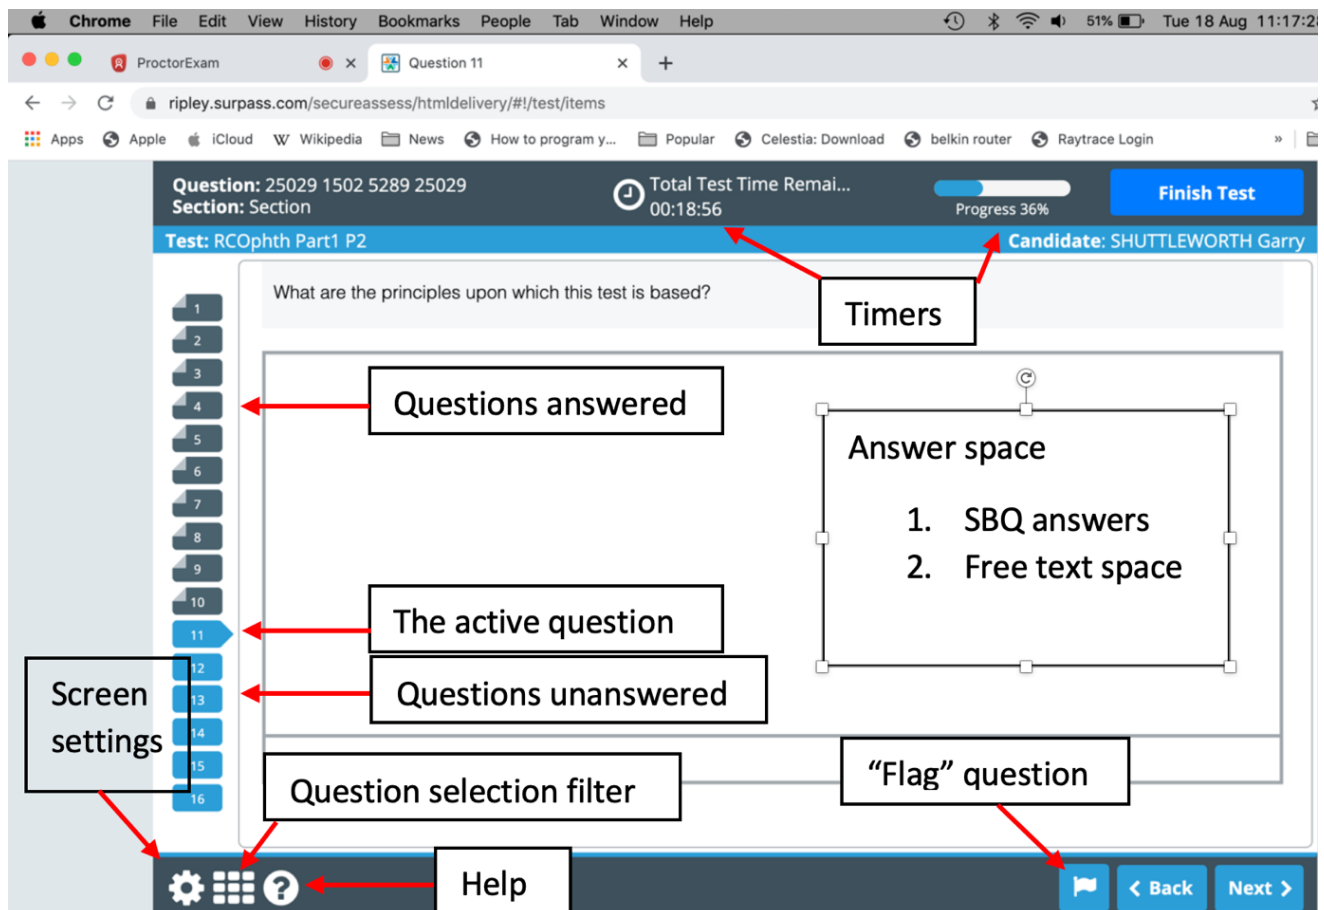 Chrome File Edit View History Bookmarks People Tab Window Help 51% Tue 18 Aug 11:17:28
ProctorExam Question 11
ripley.surpass.com/secureassess/htmldelivery/#!/test/items
Apps Apple iCloud Wikipedia News How to program y... Popular Celestia: Download belkin router Raytrace Login »
Question: 25029 1502 5289 25029
Section: Section
Total Test Time Remai...
00:18:56
Progress 36%
Finish Test
Test: RCOphth Part1 P2
Candidate: SHUTTLEWORTH Garry
What are the principles upon which this test is based?
Timers
1
2
3
4
5
6
7
8
9
10
11
12
13
14
15
16
Questions answered
Answer space
1. SBQ answers
2. Free text space
The active question
Questions unanswered
Screen
settings
Question selection filter
"Flag" question
Help
Back
Next